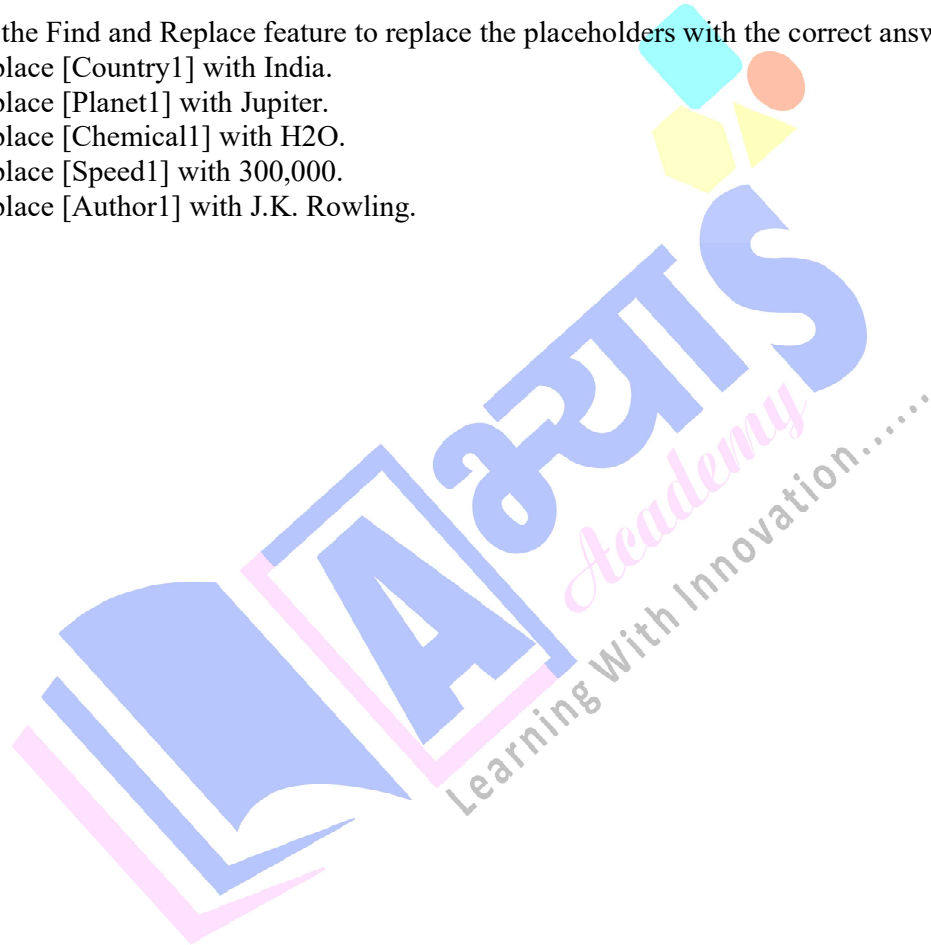 the Find and Replace feature to replace the placeholders with the correct
place [Country1] with India.
place [Planet1] with Jupiter.
place [Chemical1] with H2O.
place [Speed1] with 300,000.
place [Author1] with J.K. Rowling.
अभ्याS
Academy
Learning With Innovation......
A